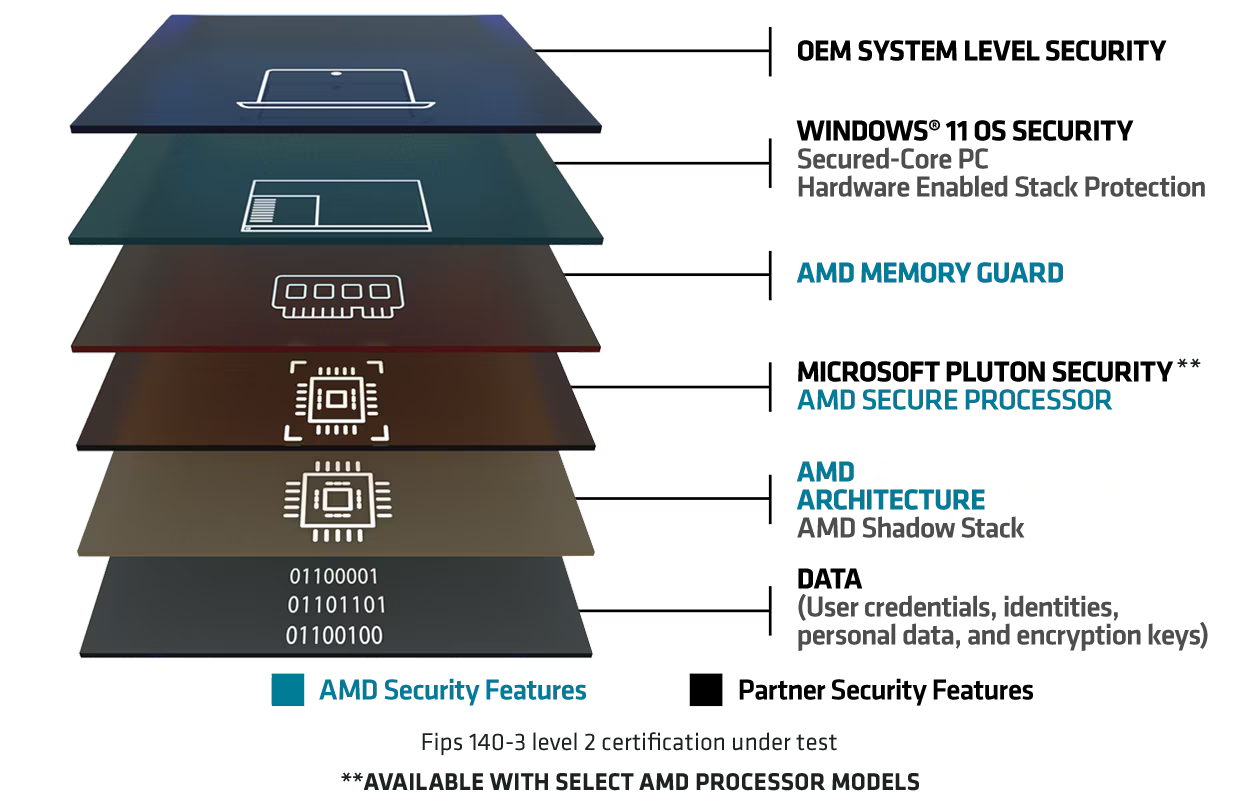 OEM SYSTEM LEVEL SECURITY
WINDOWS® 11 OS SECURITY
Secured-Core PC
Hardware Enabled Stack Protection
AMD MEMORY GUARD
MICROSOFT PLUTON SECURITY**
AMD SECURE PROCESSOR
AMD
ARCHITECTURE
AMD Shadow Stack
01100001
01101101
01100100
DATA
(User credentials, identities,
personal data, and encryption keys)
AMD Security Features
Partner Security Features
Fips 140-3 level 2 certification under test
**AVAILABLE WITH SELECT AMD PROCESSOR MODELS